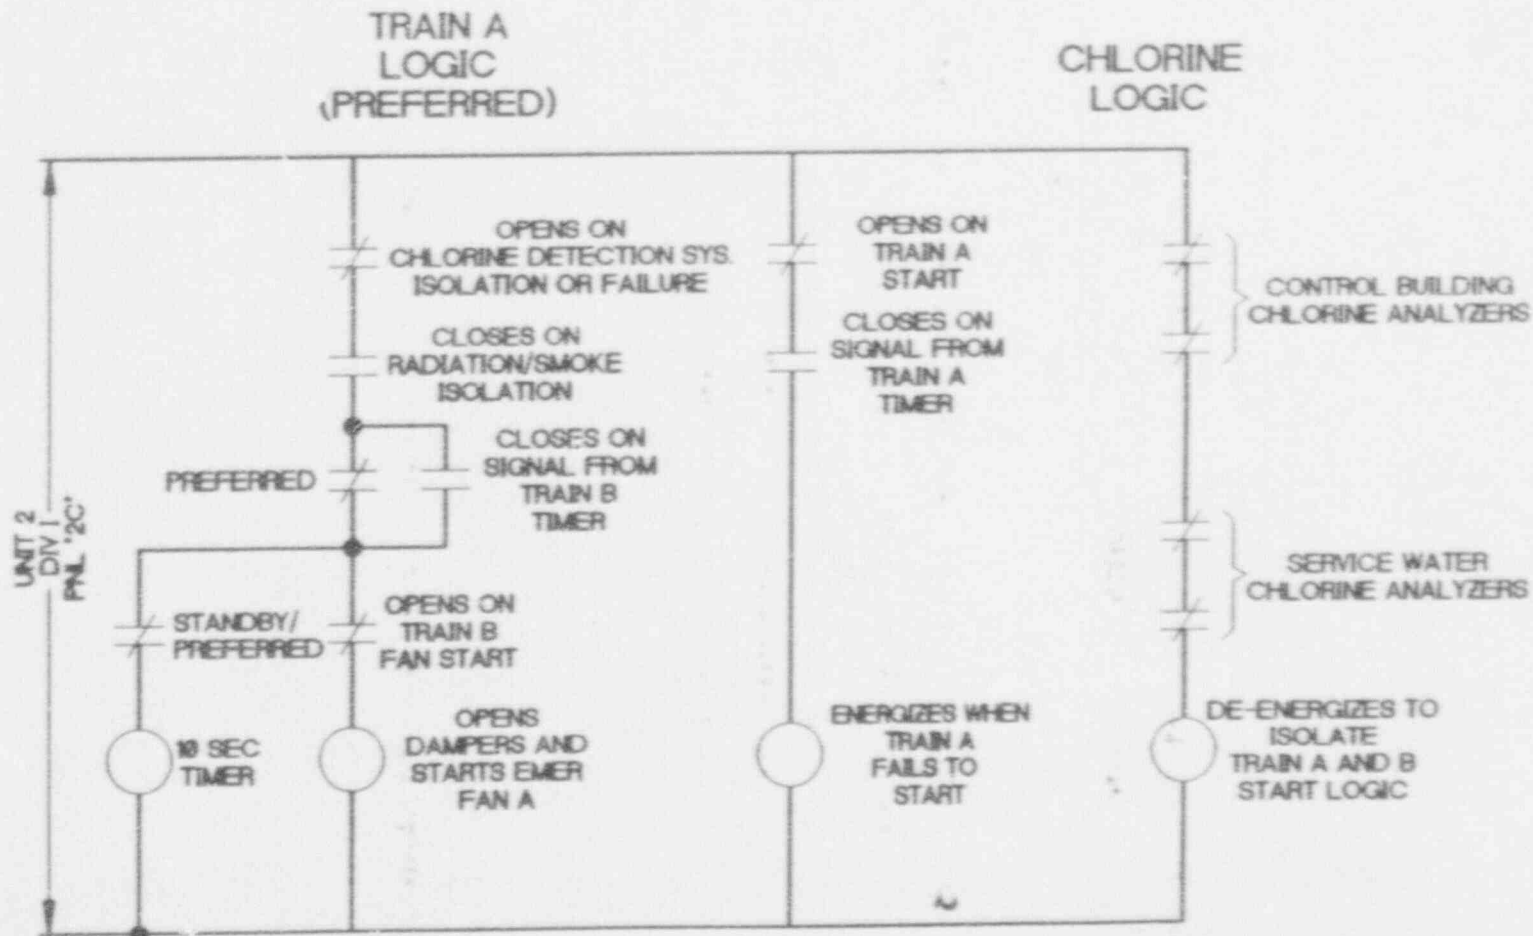 TRAIN A
LOGIC
(PREFERRED)
CHLORINE
LOGIC
OPENS ON
CHLORINE DETECTION SYS.
ISOLATION OR FAILURE
OPENS ON
TRAIN A
START
CONTROL BUILDING
CHLORINE ANALYZERS
CLOSES ON
RADIATION/SMOKE
ISOLATION
CLOSES ON
SIGNAL FROM
TRAIN A
TIMER
PREFERRED
CLOSES ON
SIGNAL FROM
TRAIN B
TIMER
UNIT 2
DIV I
PNL "2C"
STANDBY/
PREFERRED
OPENS ON
TRAIN B
FAN START
SERVICE WATER
CHLORINE ANALYZERS
10 SEC
TIMER
OPENS
DAMPERS AND
STARTS EMER
FAN A
ENERGIZES WHEN
TRAIN A
FAILS TO
START
DE-ENERGIZES TO
ISOLATE
TRAIN A AND B
START LOGIC